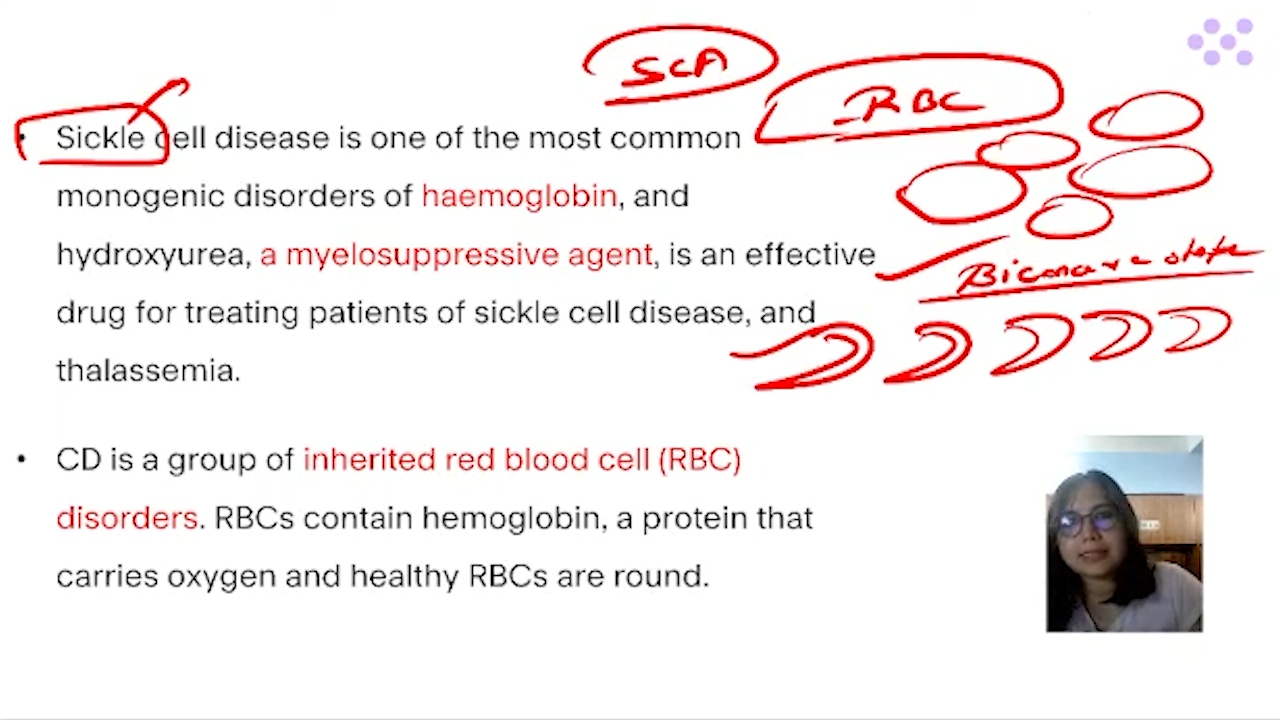 SCA
RBC
• Sickle cell disease is one of the most common
monogenic disorders of haemoglobin, and
hydroxyurea, a myelosuppressive agent, is an effective
drug for treating patients of sickle cell disease, and
thalassemia.
• CD is a group of inherited red blood cell (RBC)
disorders. RBCs contain hemoglobin, a protein that
carries oxygen and healthy RBCs are round.